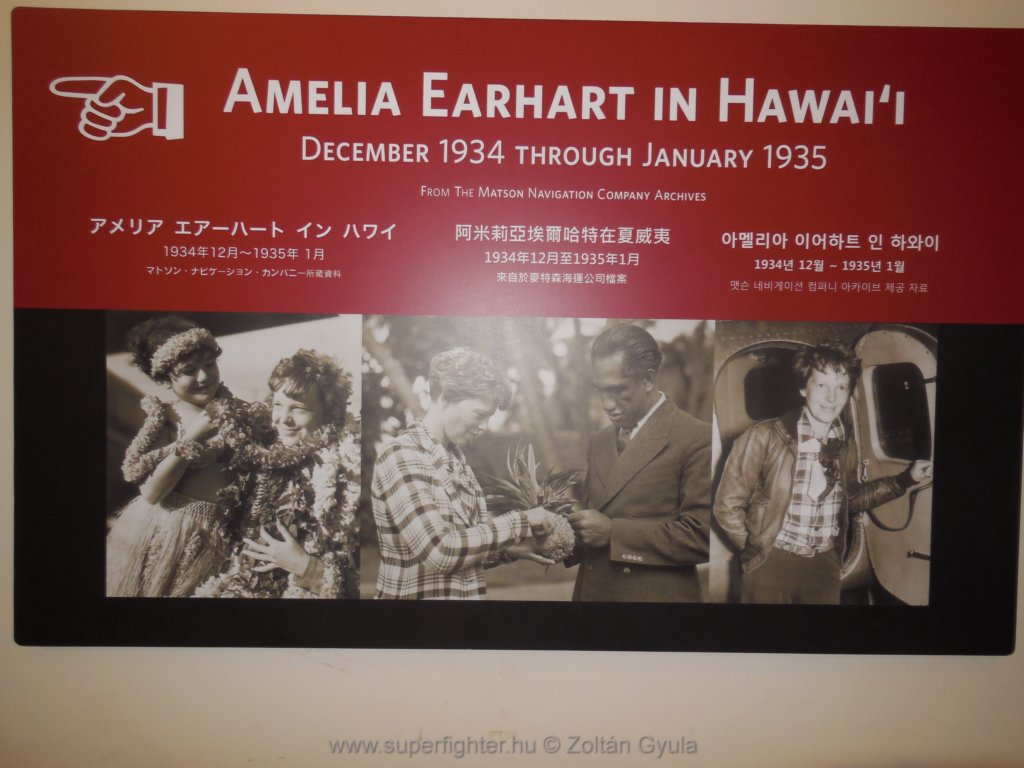 AMELIA EARHART IN HAWAI‘I
DECEMBER 1934 THROUGH JANUARY 1935
FROM THE MATSON NAVIGATION COMPANY ARCHIVES
アメリア エアーハート イン ハワイ
1934年12月〜1935年 1月
マトソン・ナビゲーション・カンパニー所蔵資料
阿米莉亞埃爾哈特在夏威夷
1934年12月至1935年1月
來自於麥特森海運公司檔案
아멜리아 이어하트 인 하와이
1934년 12월 ~ 1935년 1월
맷슨 네비게이션 컴퍼니 아카이브 제공 자료
www.superfighter.hu © Zoltán Gyula